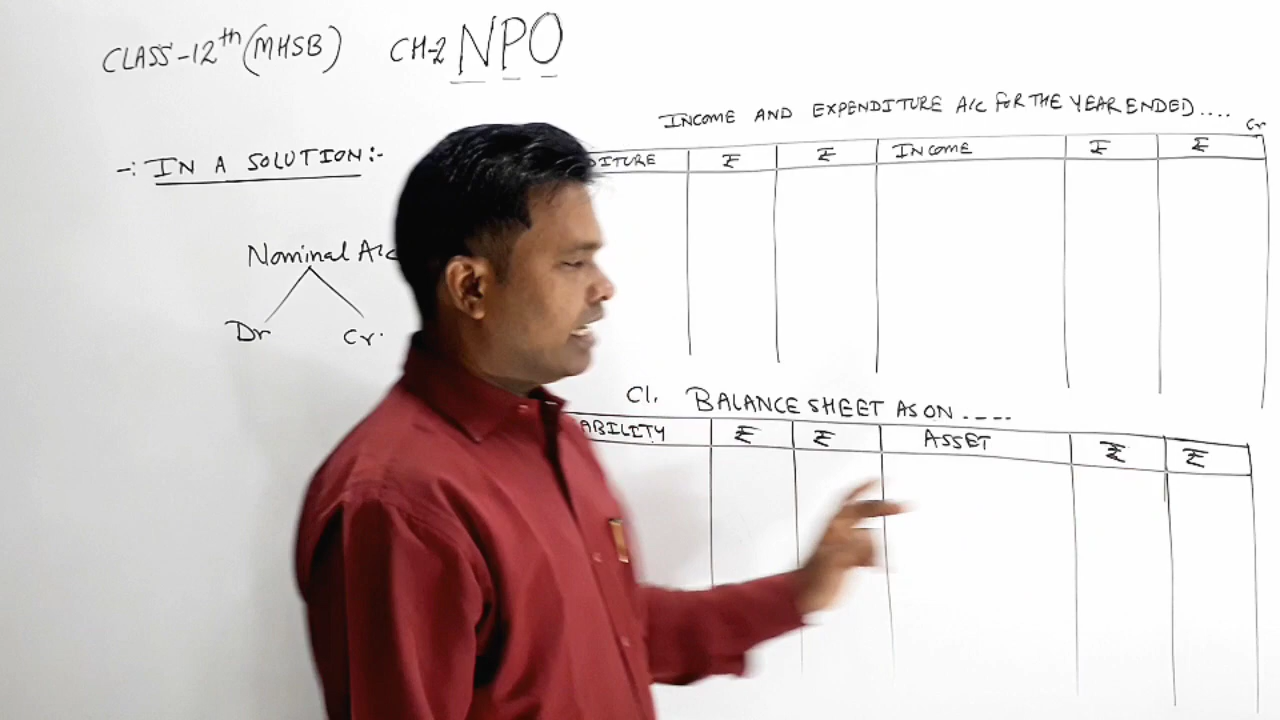 CLASS-12th (MHSB) CH-2 NPO
INCOME AND EXPENDITURE A/C FOR THE YEAR ENDED....
Cr
DITURE ₹ ₹ INCOME ₹ ₹
-: IN A SOLUTION:-
Nominal A/c
Dr Cr.
Cl. BALANCE SHEET AS ON ....
ABILITY ₹ ₹ ASSET ₹ ₹